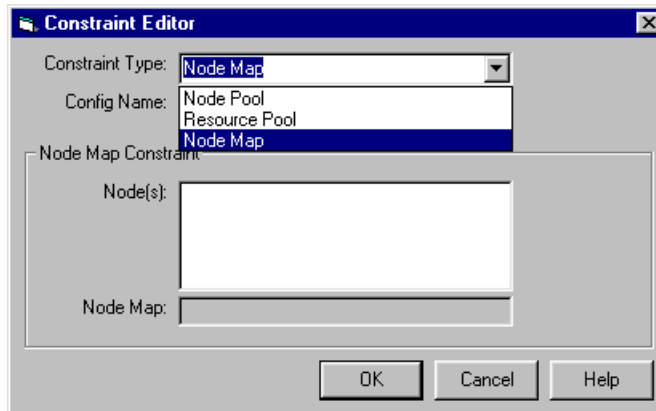 Constraint Editor
Constraint Type: Node Map
Config Name:
Node Pool
Resource Pool
Node Map
Node Map Constraint
Node(s):
Node Map:
OK Cancel Help